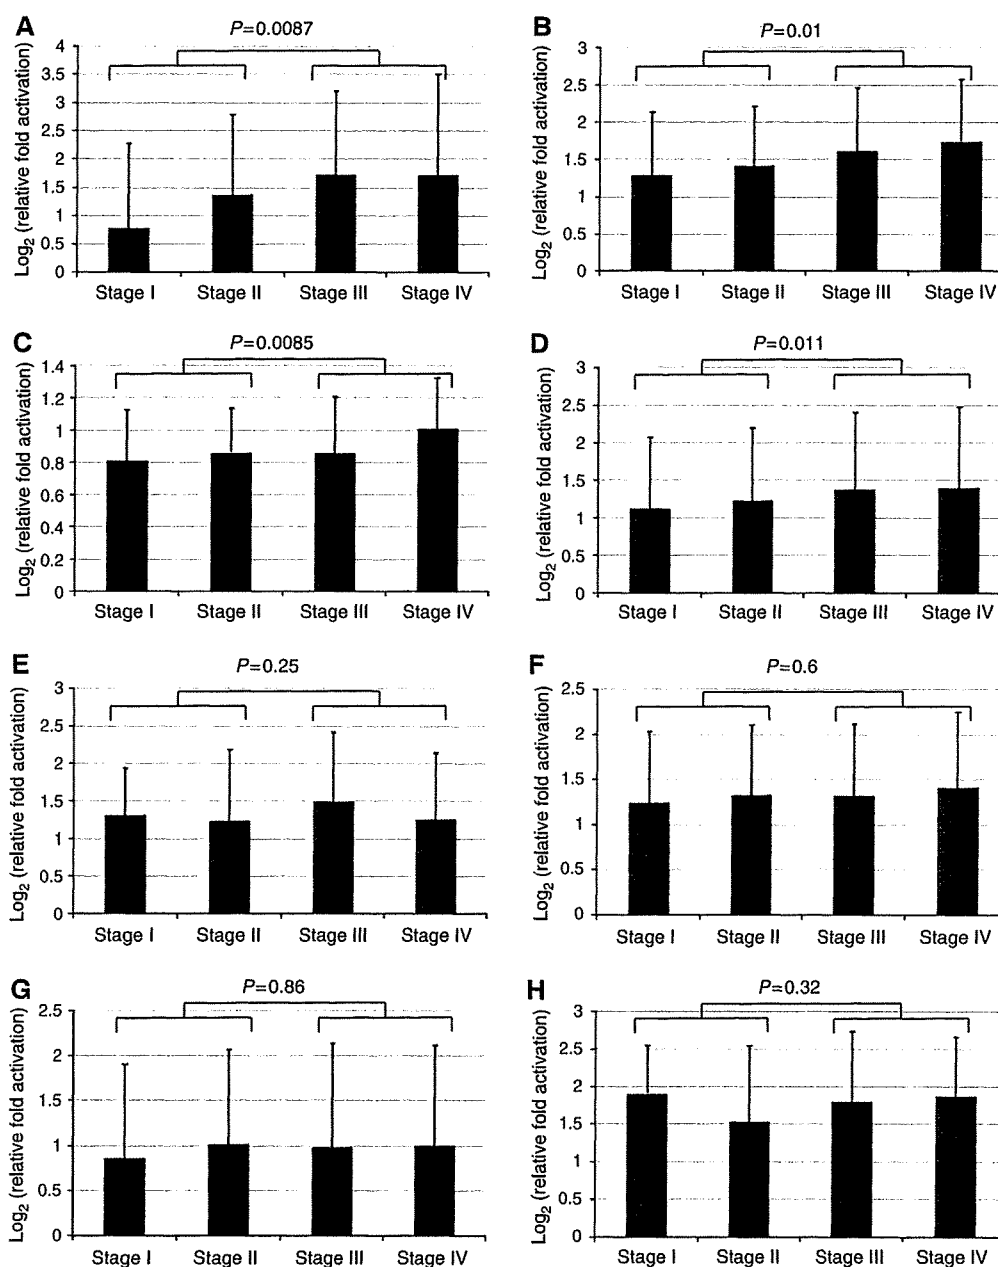 A
P=0.0087
Log2 (relative fold activation)
4
3.5
3
2.5
2
1.5
1
0.5
0
Stage I Stage II Stage III Stage IV
B
P=0.01
Log2 (relative fold activation)
3
2.5
2
1.5
1
0.5
0
Stage I Stage II Stage III Stage IV
C
P=0.0085
Log2 (relative fold activation)
1.4
1.2
1
0.8
0.6
0.4
0.2
0
Stage I Stage II Stage III Stage IV
D
P=0.011
Log2 (relative fold activation)
3
2.5
2
1.5
1
0.5
0
Stage I Stage II Stage III Stage IV
E
P=0.25
Log2 (relative fold activation)
3
2.5
2
1.5
1
0.5
0
Stage I Stage II Stage III Stage IV
F
P=0.6
Log2 (relative fold activation)
2.5
2
1.5
1
0.5
0
Stage I Stage II Stage III Stage IV
G
P=0.86
Log2 (relative fold activation)
2.5
2
1.5
1
0.5
0
Stage I Stage II Stage III Stage IV
H
P=0.32
Log2 (relative fold activation)
3
2.5
2
1.5
1
0.5
0
Stage I Stage II Stage III Stage IV